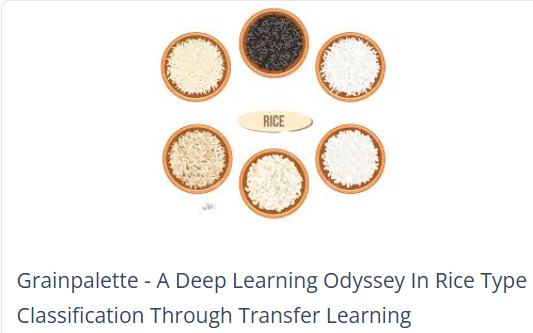 RICE
Grainpalette - A Deep Learning Odyssey In Rice Type
Classification Through Transfer Learning